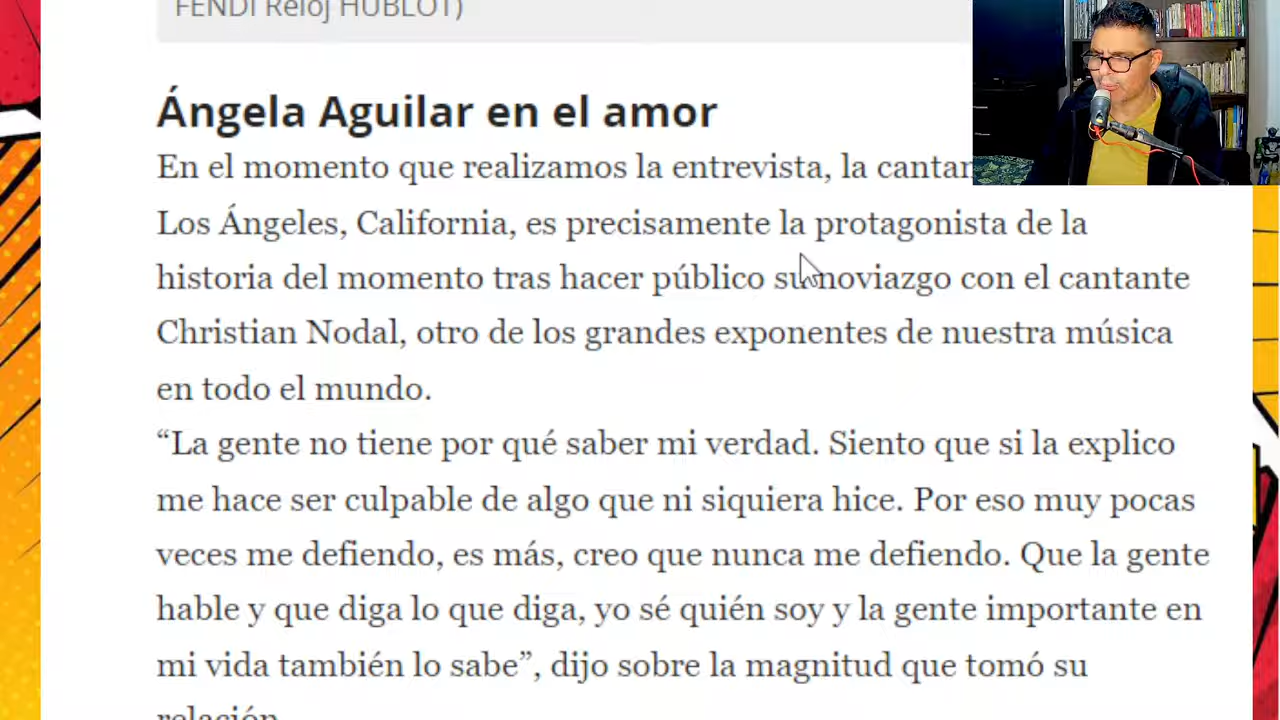 FENDI Reloj HUBLOT)
Ángela Aguilar en el amor
En el momento que realizamos la entrevista, la
Los Ángeles, California, es precisamente la protagonista de la
historia del momento tras hacer público su noviazgo con el cantante
Christian Nodal, otro de los grandes exponentes de nuestra música
en todo el mundo.
“La gente no tiene por qué saber mi verdad. Siento que si la explico
me hace ser culpable de algo que ni siquiera hice. Por eso muy pocas
veces me defiendo, es más, creo que nunca me defiendo. Que la gente
hable y que diga lo que diga, yo sé quién soy y la gente importante en
mi vida también lo sabe”, dijo sobre la magnitud que tomó su
relación.